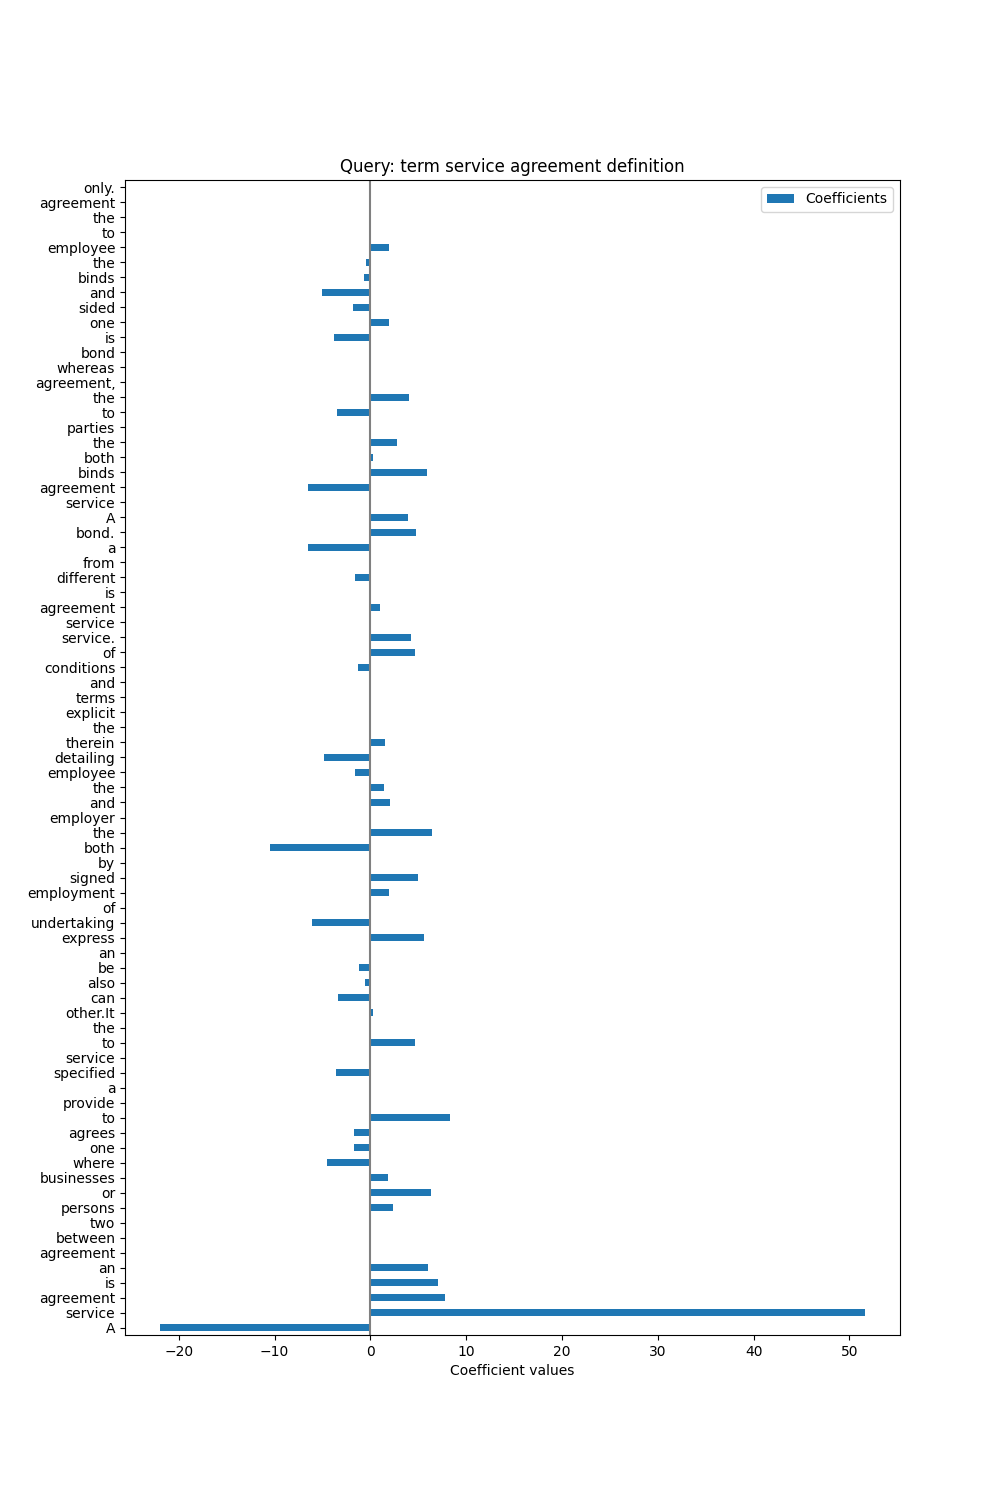 Query: term service agreement definition
Coefficients
only.
agreement
the
to
employee
the
binds
and
sided
one
is
bond
whereas
agreement,
the
to
parties
the
both
binds
agreement
service
A
bond.
a
from
different
is
agreement
service
service.
of
conditions
and
terms
explicit
the
therein
detailing
employee
the
and
employer
the
both
by
signed
employment
of
undertaking
express
an
be
also
can
other.It
the
to
service
specified
a
provide
to
agrees
one
where
businesses
or
persons
two
between
agreement
an
is
agreement
service
A
−20 −10 0 10 20 30 40 50
Coefficient values